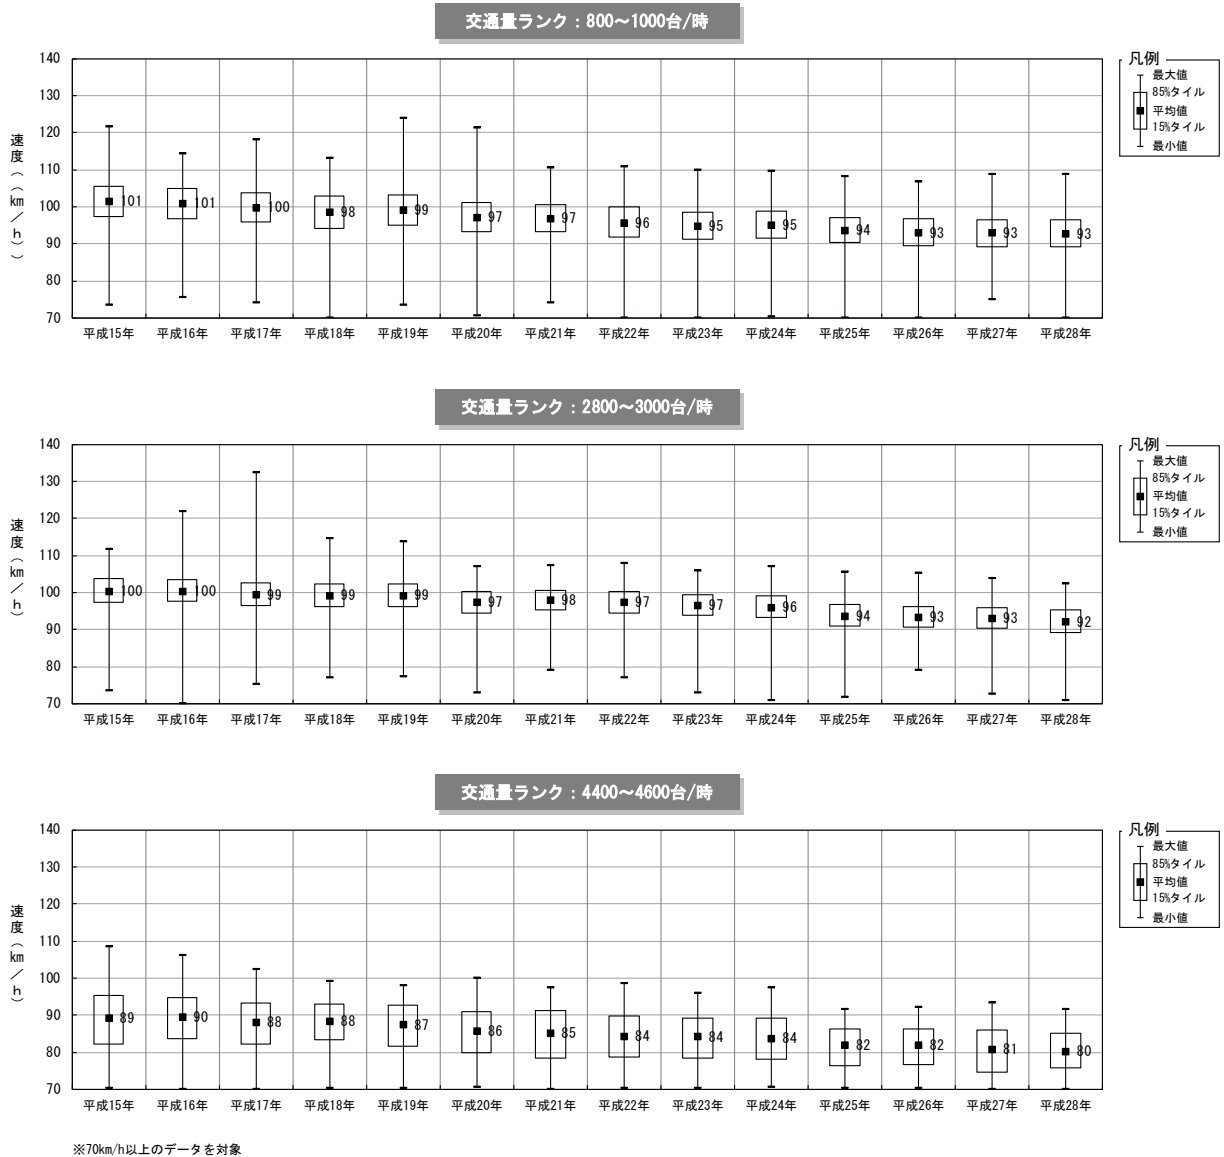 交通量ランク：800～1000台/時
140
130
120
110
100
90
80
70
速度((km/h)
101 101 100 98 99 97 97 96 95 95 94 93 93 93
平成15年 平成16年 平成17年 平成18年 平成19年 平成20年 平成21年 平成22年 平成23年 平成24年 平成25年 平成26年 平成27年 平成28年
凡例
最大値
85%タイル
平均値
15%タイル
最小値
交通量ランク：2800～3000台/時
140
130
120
110
100
90
80
70
速度(km/h)
100 100 99 99 99 97 98 97 97 96 94 93 93 92
平成15年 平成16年 平成17年 平成18年 平成19年 平成20年 平成21年 平成22年 平成23年 平成24年 平成25年 平成26年 平成27年 平成28年
凡例
最大値
85%タイル
平均値
15%タイル
最小値
交通量ランク：4400～4600台/時
140
130
120
110
100
90
80
70
速度(km/h)
89 90 88 88 87 86 85 84 84 84 82 82 81 80
平成15年 平成16年 平成17年 平成18年 平成19年 平成20年 平成21年 平成22年 平成23年 平成24年 平成25年 平成26年 平成27年 平成28年
凡例
最大値
85%タイル
平均値
15%タイル
最小値
※70km/h以上のデータを対象